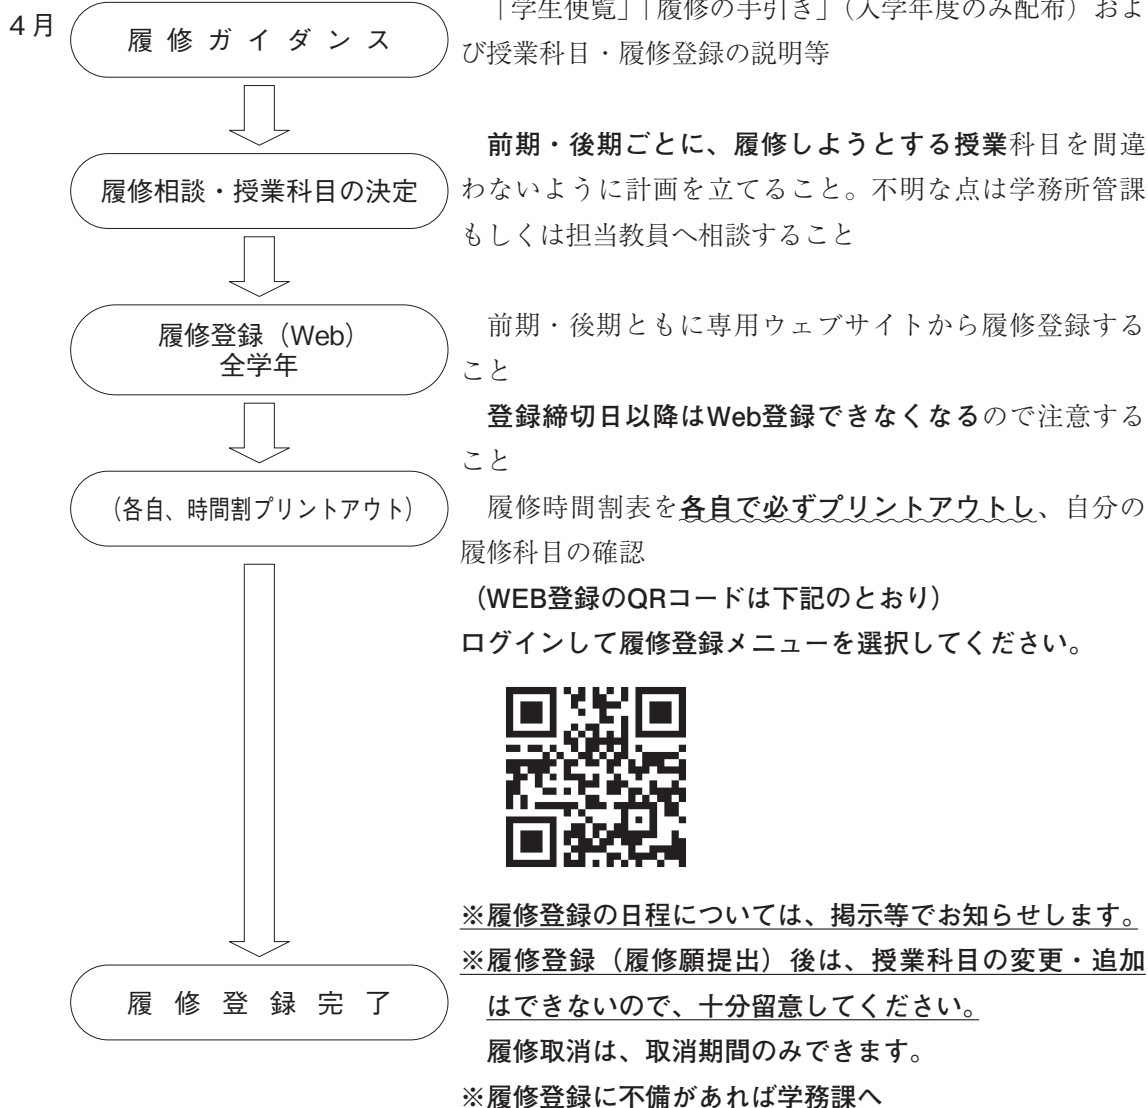 4月
履修ガイダンス
「学生便覧」「履修の手引き」（入学年度のみ配布）およ
び授業科目・履修登録の説明等
履修相談・授業科目の決定
前期・後期ごとに、履修しようとする授業科目を間違
わないように計画を立てること。不明な点は学務所管課
もしくは担当教員へ相談すること
履修登録（Web）
全学年
前期・後期ともに専用ウェブサイトから履修登録する
こと
登録締切日以降はWeb登録できなくなるので注意する
こと
（各自、時間割プリントアウト）
履修時間割表を各自で必ずプリントアウトし、自分の
履修科目の確認
（WEB登録のQRコードは下記のとおり）
ログインして履修登録メニューを選択してください。
※履修登録の日程については、掲示等でお知らせします。
履修登録完了
※履修登録（履修願提出）後は、授業科目の変更・追加
はできないので、十分留意してください。
履修取消は、取消期間のみできます。
※履修登録に不備があれば学務課へ